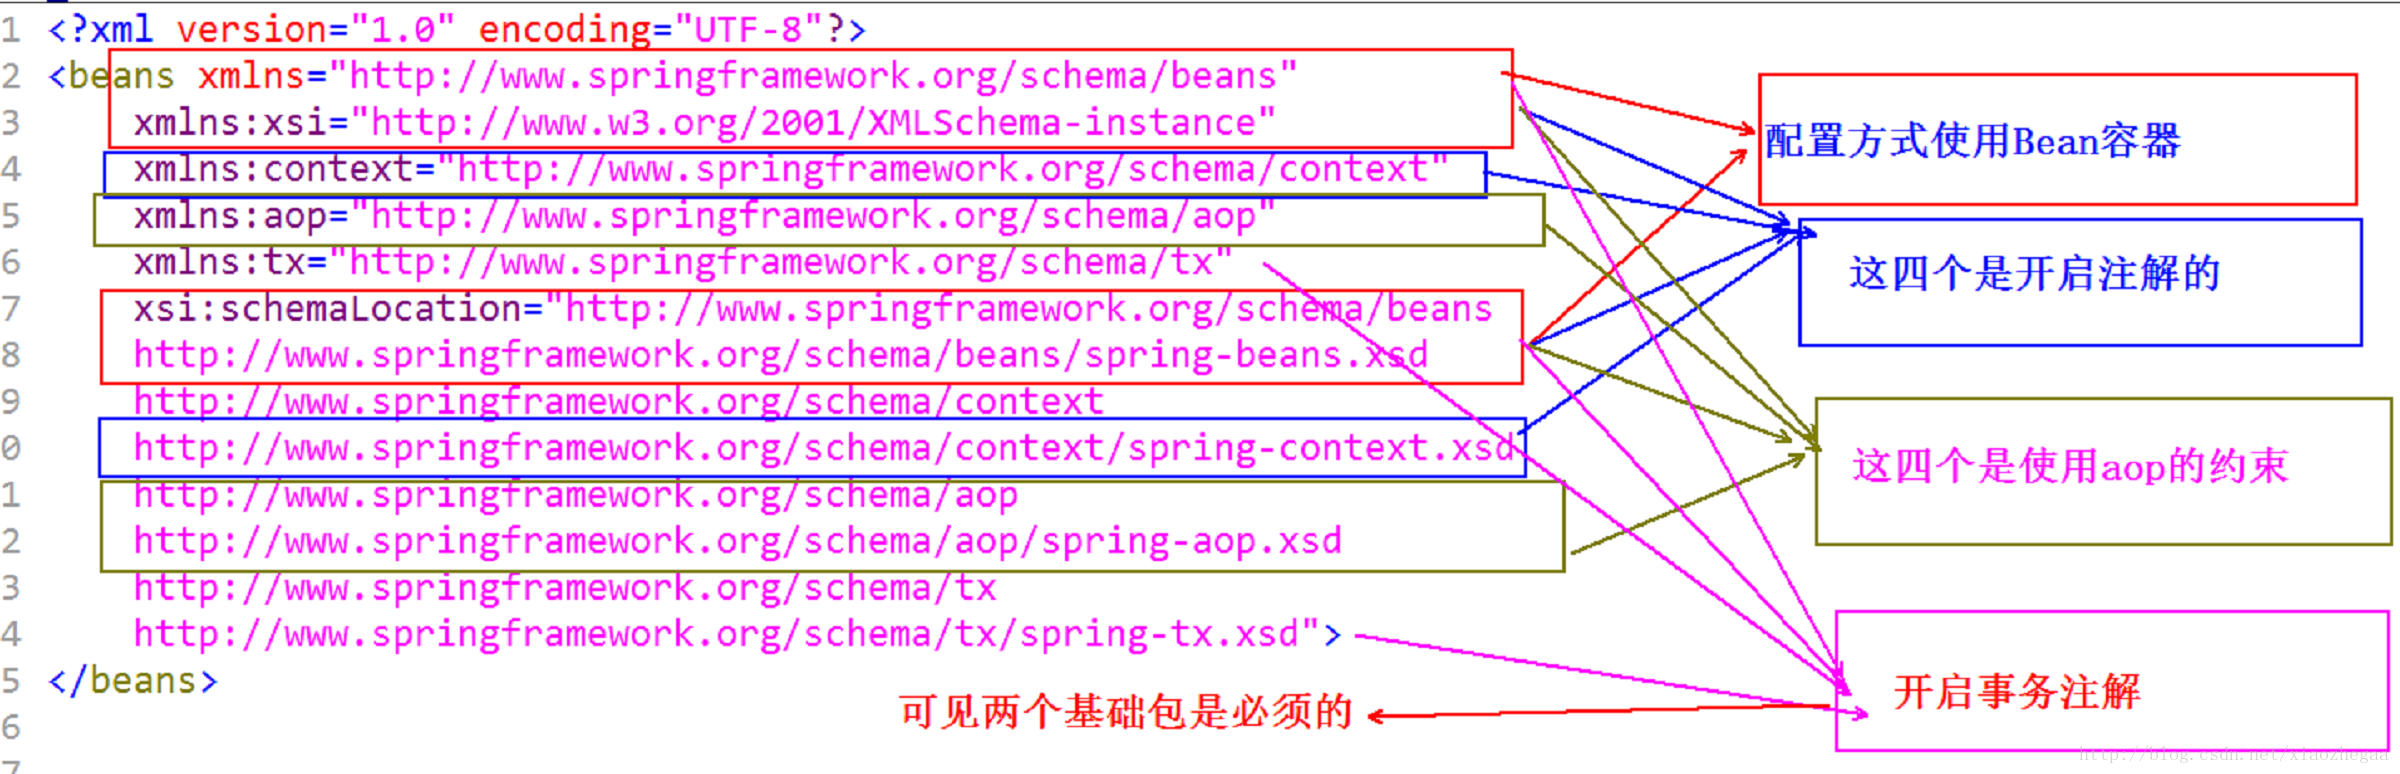 1 <?xml version="1.0" encoding="UTF-8"?>
2 <beans xmlns="http://www.springframework.org/schema/beans"
3 xmlns:xsi="http://www.w3.org/2001/XMLSchema-instance"
4 xmlns:context="http://www.springframework.org/schema/context"
5 xmlns:aop="http://www.springframework.org/schema/aop"
6 xmlns:tx="http://www.springframework.org/schema/tx"
7 xsi:schemaLocation="http://www.springframework.org/schema/beans
8 http://www.springframework.org/schema/beans/spring-beans.xsd
9 http://www.springframework.org/schema/context
0 http://www.springframework.org/schema/context/spring-context.xsd
1 http://www.springframework.org/schema/aop
2 http://www.springframework.org/schema/aop/spring-aop.xsd
3 http://www.springframework.org/schema/tx
4 http://www.springframework.org/schema/tx/spring-tx.xsd">
5 </beans>
6
7
配置方式使用Bean容器
这四个是开启注解的
这四个是使用aop的约束
开启事务注解
可见两个基础包是必须的
http://blog.csdn.net/xiaozhegaa